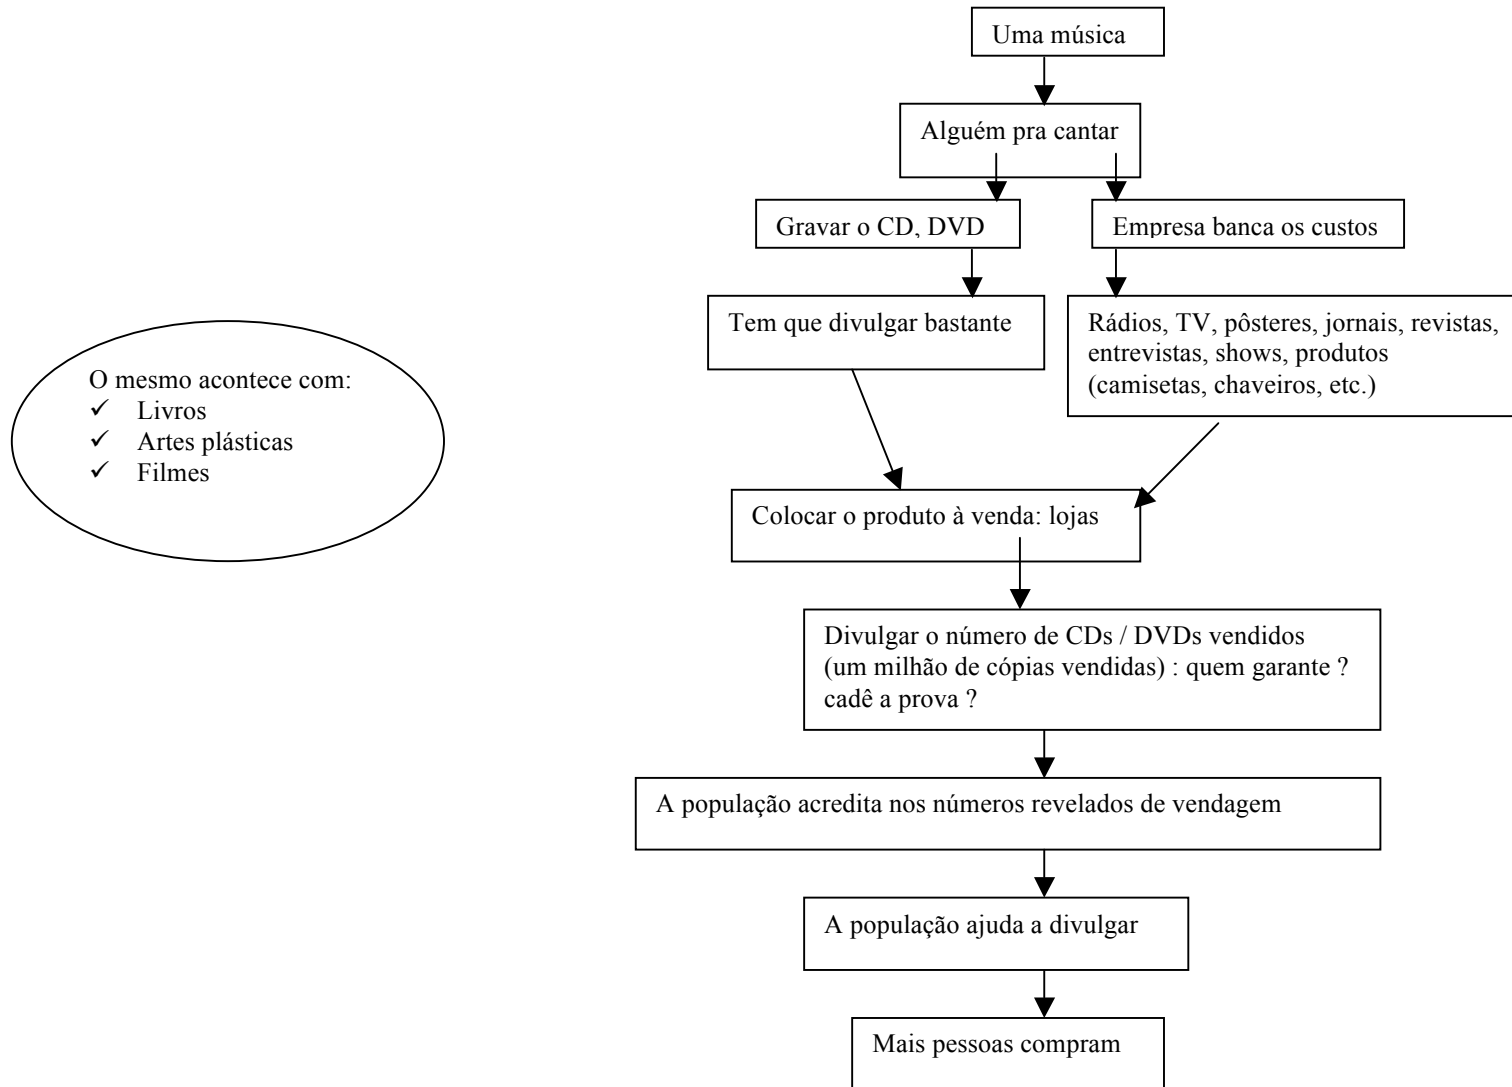 Uma música
Alguém pra cantar
Gravar o CD, DVD
Empresa banca os custos
Tem que divulgar bastante
Rádios, TV, pôsteres, jornais, revistas,
entrevistas, shows, produtos
(camisetas, chaveiros, etc.)
O mesmo acontece com:
✓ Livros
✓ Artes plásticas
✓ Filmes
Colocar o produto à venda: lojas
Divulgar o número de CDs / DVDs vendidos
(um milhão de cópias vendidas) : quem garante ?
cadê a prova ?
A população acredita nos números revelados de vendagem
A população ajuda a divulgar
Mais pessoas compram